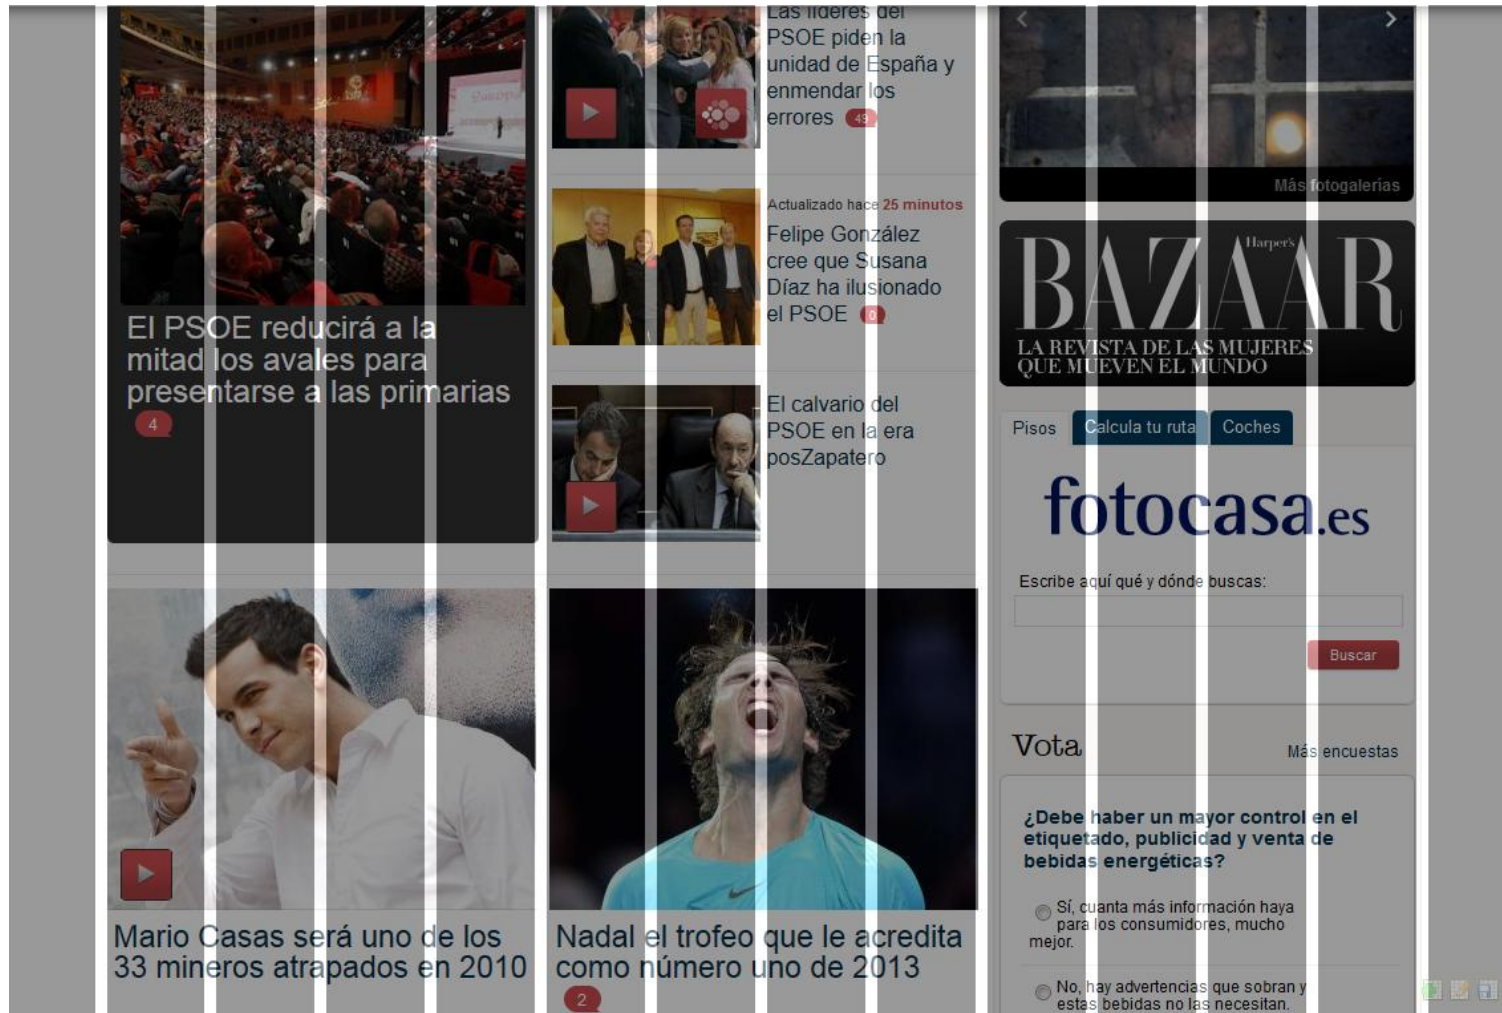 El PSOE reducirá a la
mitad los avales para
presentarse a las primarias
4
Las líderes del
PSOE piden la
unidad de España y
enmendar los
errores 49
Actualizado hace 25 minutos
Felipe González
cree que Susana
Díaz ha ilusionado
el PSOE 0
El calvario del
PSOE en la era
posZapatero
Mario Casas será uno de los
33 mineros atrapados en 2010
Nadal el trofeo que le acredita
como número uno de 2013
2
Más fotogalerías
Harper's
BAZAAR
LA REVISTA DE LAS MUJERES
QUE MUEVEN EL MUNDO
Pisos Calcula tu ruta Coches
fotocasa.es
Escribe aquí qué y dónde buscas:
Buscar
Vota Más encuestas
¿Debe haber un mayor control en el
etiquetado, publicidad y venta de
bebidas energéticas?
Sí, cuanta más información haya
para los consumidores, mucho
mejor.
No, hay advertencias que sobran y
estas bebidas no las necesitan.